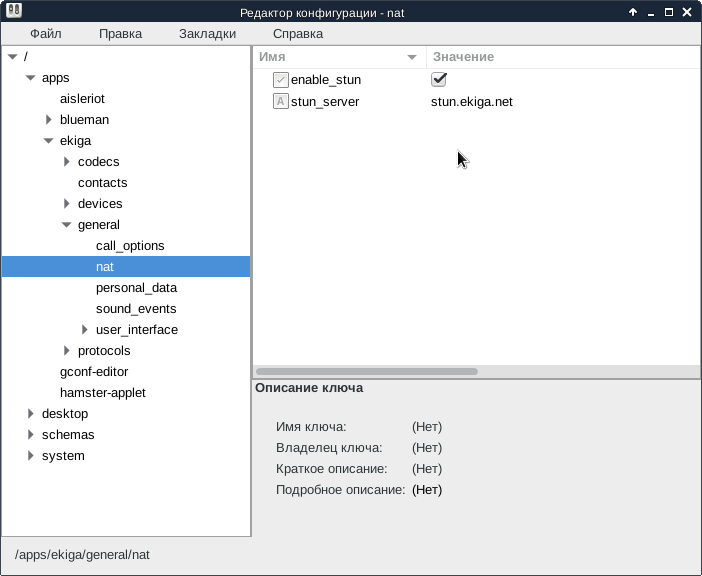 Редактор конфигурации - nat
Файл Правка Закладки Справка
/
apps
aisleriot
blueman
ekiga
codecs
contacts
devices
general
call_options
nat
personal_data
sound_events
user_interface
protocols
gconf-editor
hamster-applet
desktop
schemas
system
Имя Значение
enable_stun
A stun_server stun.ekiga.net
Описание ключа
Имя ключа: (Нет)
Владелец ключа: (Нет)
Краткое описание: (Нет)
Подробное описание: (Нет)
/apps/ekiga/general/nat